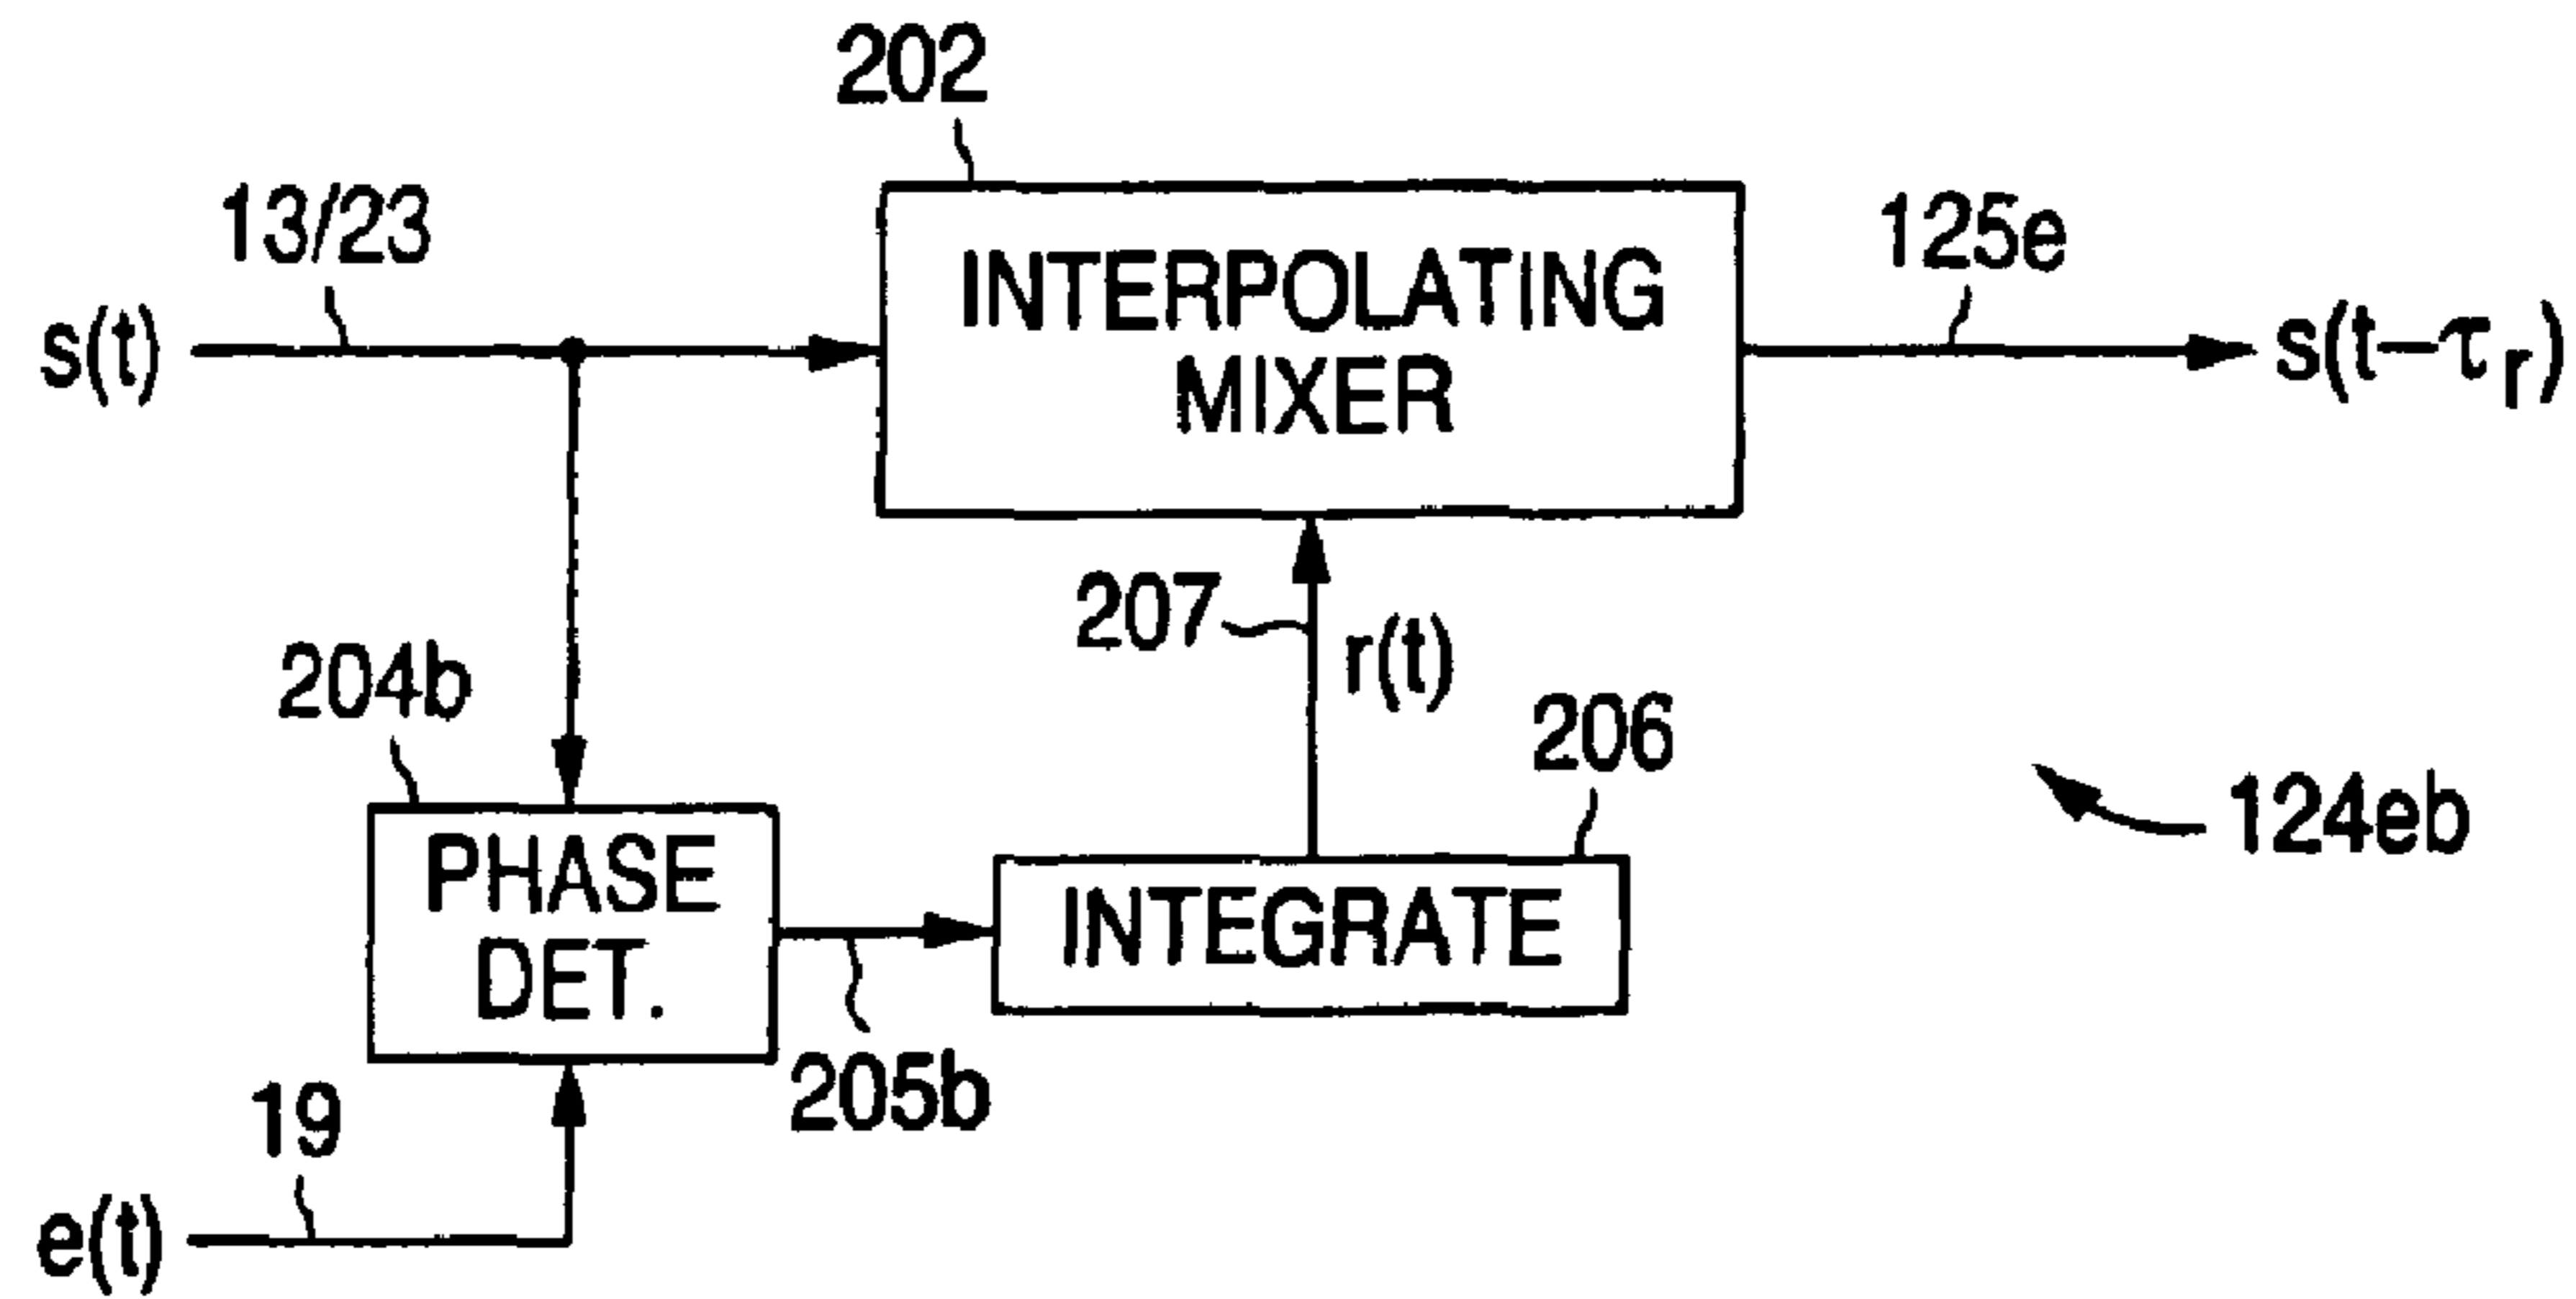 202
13/23
125e
s(t)
INTERPOLATING
MIXER
s(t−τr)
207
r(t)
204b
206
PHASE
DET.
INTEGRATE
124eb
205b
19
e(t)